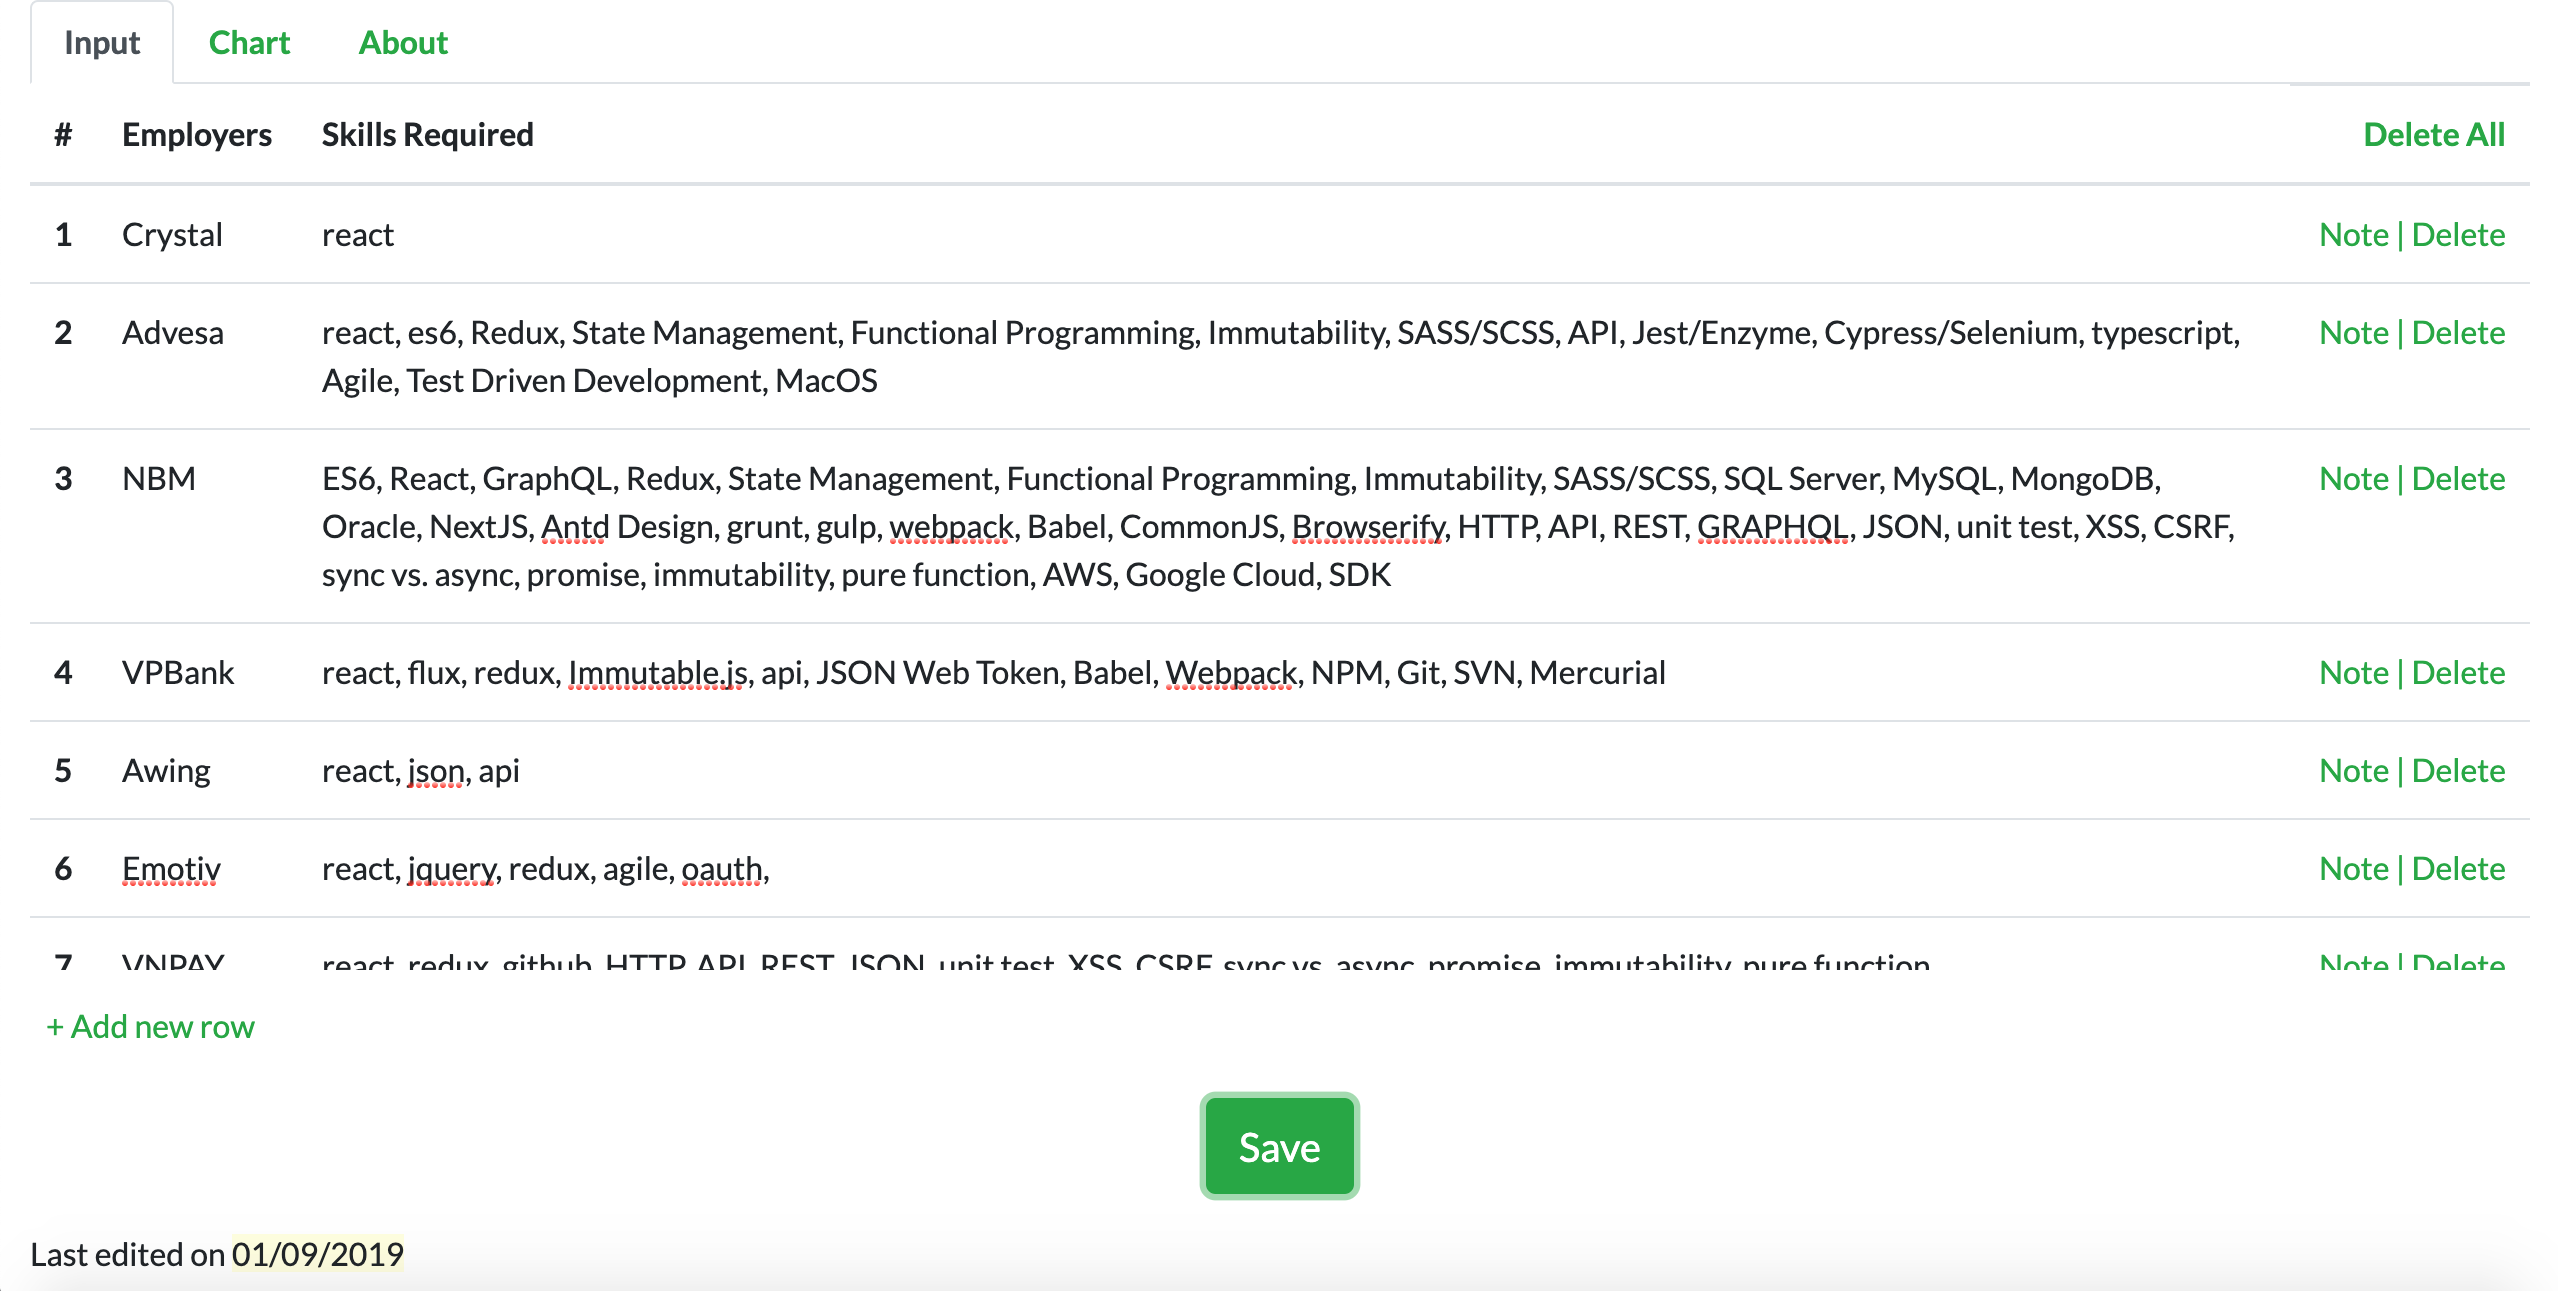 Input Chart About
# Employers Skills Required Delete All
1 Crystal react Note | Delete
2 Advesa react, es6, Redux, State Management, Functional Programming, Immutability, SASS/SCSS, API, Jest/Enzyme, Cypress/Selenium, typescript, Note | Delete
Agile, Test Driven Development, MacOS
3 NBM ES6, React, GraphQL, Redux, State Management, Functional Programming, Immutability, SASS/SCSS, SQL Server, MySQL, MongoDB, Note | Delete
Oracle, NextJS, Antd Design, grunt, gulp, webpack, Babel, CommonJS, Browserify, HTTP, API, REST, GRAPHQL, JSON, unit test, XSS, CSRF,
sync vs. async, promise, immutability, pure function, AWS, Google Cloud, SDK
4 VPBank react, flux, redux, Immutable.js, api, JSON Web Token, Babel, Webpack, NPM, Git, SVN, Mercurial Note | Delete
5 Awing react, json, api Note | Delete
6 Emotiv react, jquery, redux, agile, oauth, Note | Delete
7 VNPAY react, redux, github, HTTP, API, REST, JSON, unit test, XSS, CSRF, sync vs. async, promise, immutability, pure function Note | Delete
+ Add new row
Save
Last edited on 01/09/2019